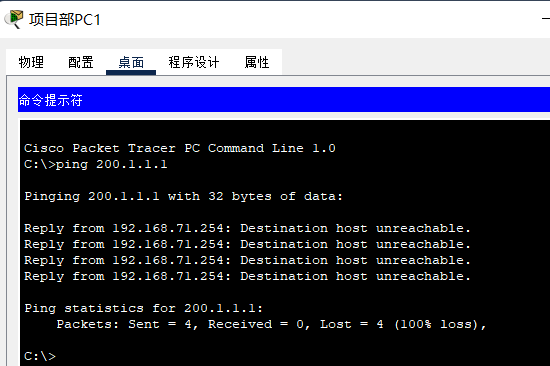 项目部PC1
物理 配置 桌面 程序设计 属性
命令提示符
Cisco Packet Tracer PC Command Line 1.0
C:\>ping 200.1.1.1
Pinging 200.1.1.1 with 32 bytes of data:
Reply from 192.168.71.254: Destination host unreachable.
Reply from 192.168.71.254: Destination host unreachable.
Reply from 192.168.71.254: Destination host unreachable.
Reply from 192.168.71.254: Destination host unreachable.
Ping statistics for 200.1.1.1:
Packets: Sent = 4, Received = 0, Lost = 4 (100% loss),
C:\>